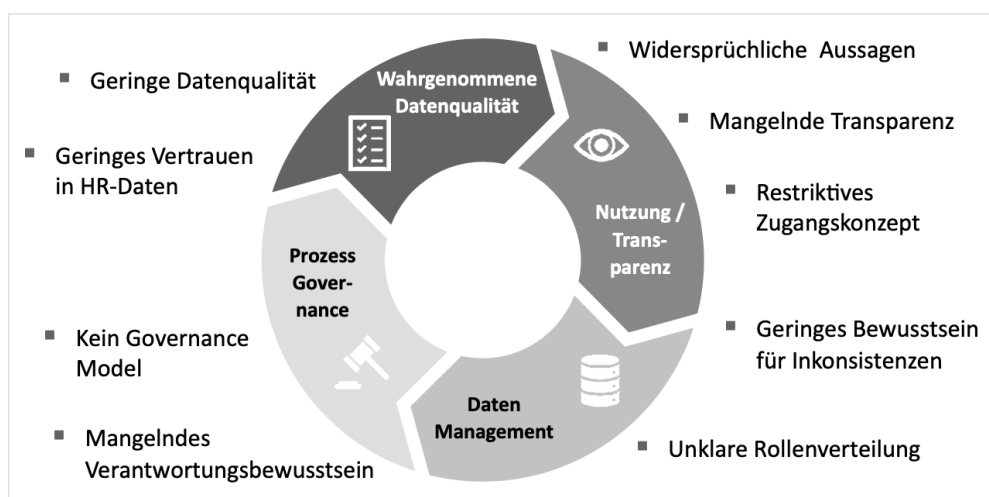 Widersprüchliche Aussagen
Geringe Datenqualität
Wahrgenommene
Datenqualität
Mangelnde Transparenz
Geringes Vertrauen
in HR-Daten
Restriktives
Zugangskonzept
Nutzung /
Trans-
parenz
Prozess
Gover-
nance
Kein Governance
Model
Geringes Bewusstsein
für Inkonsistenzen
Daten
Management
Mangelndes
Verantwortungsbewusstsein
Unklare Rollenverteilung